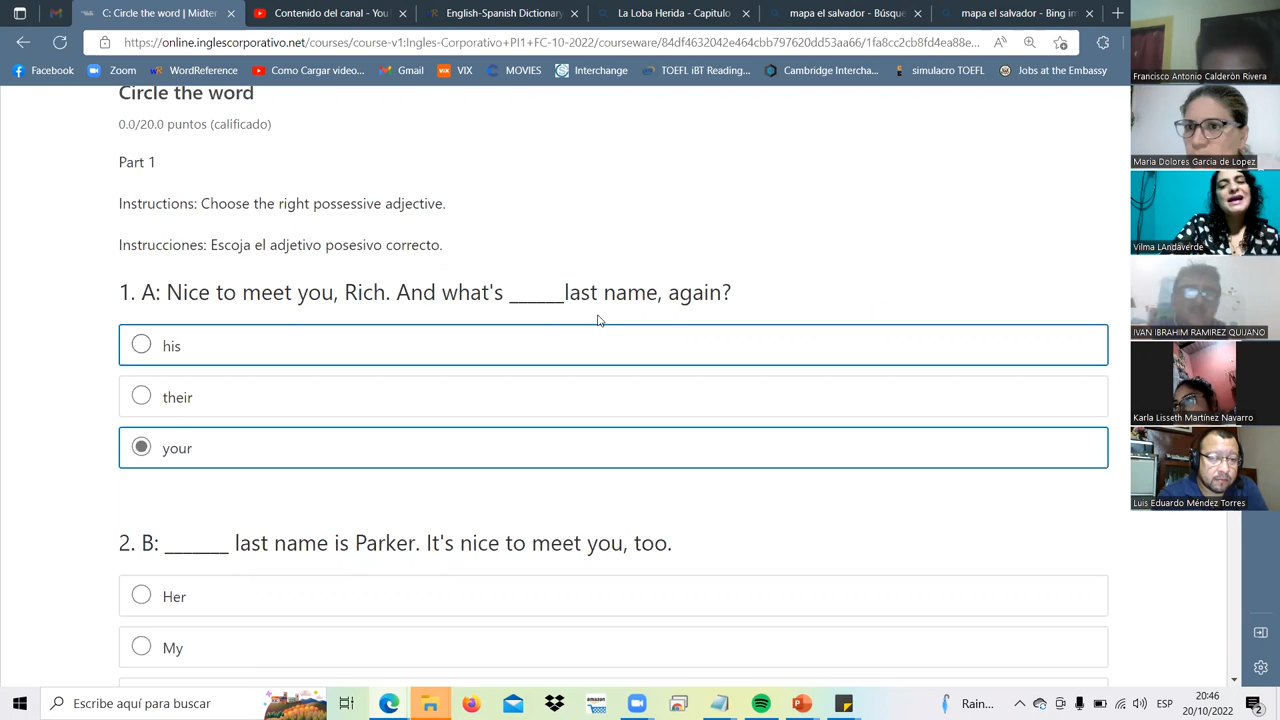 C: Circle the word | Midter
Contenido del canal - You
English-Spanish Dictionary
La Loba Herida - Capitulo
mapa el salvador - Búsque
mapa el salvador - Bing im
https://online.inglescorporativo.net/courses/course-v1:Ingles-Corporativo+PI1+FC-10-2022/courseware/84df4632042e464cbb797620dd53aa66/1fa8cc2cb8fd4ea88e...
Facebook
Zoom
WordReference
Como Cargar video...
Gmail
VIX
MOVIES
Interchange
TOEFL iBT Reading...
Cambridge Intercha...
simulacro TOEFL
Jobs at the Embassy
Circle the word
0.0/20.0 puntos (calificado)
Part 1
Instructions: Choose the right possessive adjective.
Instrucciones: Escoja el adjetivo posesivo correcto.
1. A: Nice to meet you, Rich. And what's ______last name, again?
his
their
your
2. B: _______ last name is Parker. It's nice to meet you, too.
Her
My
Francisco Antonio Calderón Rivera
Maria Dolores Garcia de Lopez
Vilma LAndaverde
IVAN IBRAHIM RAMIREZ QUIJANO
Karla Lisseth Martínez Navarro
Luis Eduardo Méndez Torres
Escribe aquí para buscar
amazon
Rain...
ESP
20:46
20/10/2022
2